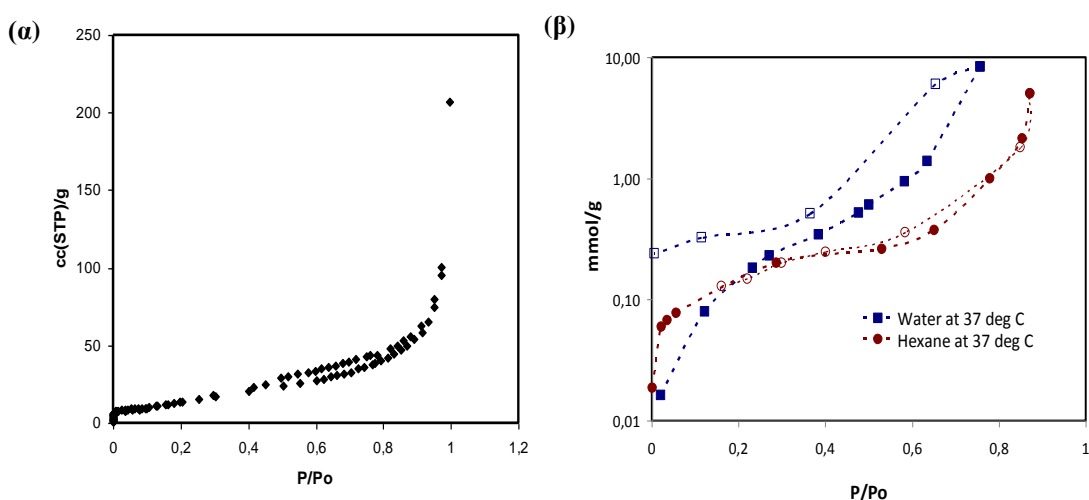 (α)
cc(STP)/g
250
200
150
100
50
0
0
0,2
0,4
0,6
0,8
1
1,2
P/Po
(β)
mmol/g
10,00
1,00
0,10
0,01
Water at 37 deg C
Hexane at 37 deg C
0
0,2
0,4
0,6
0,8
1
P/Po